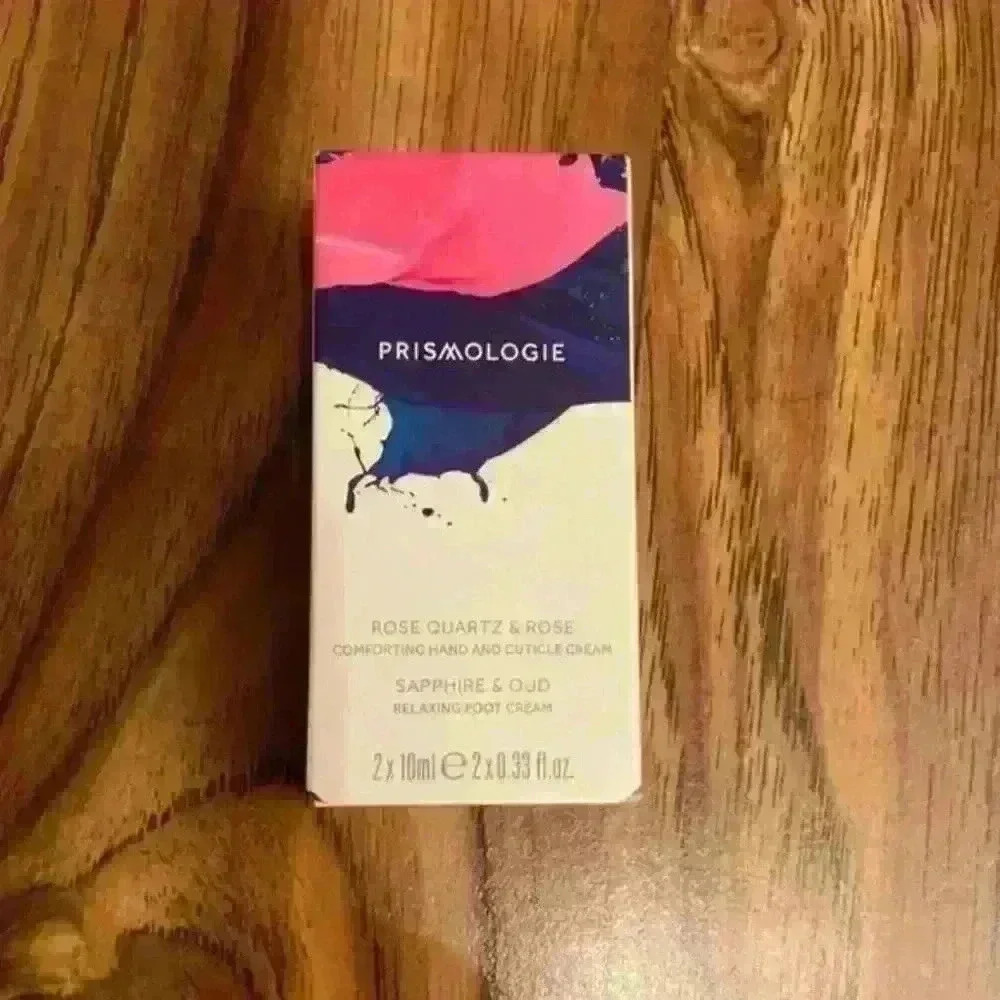 PRISMOLOGIE
ROSE QUARTZ & ROSE
COMFORTING HAND AND CUTICLE CREAM
SAPPHIRE & OUD
RELAXING FOOT CREAM
2 x 10ml ℮ 2 x 0.33 fl.oz.